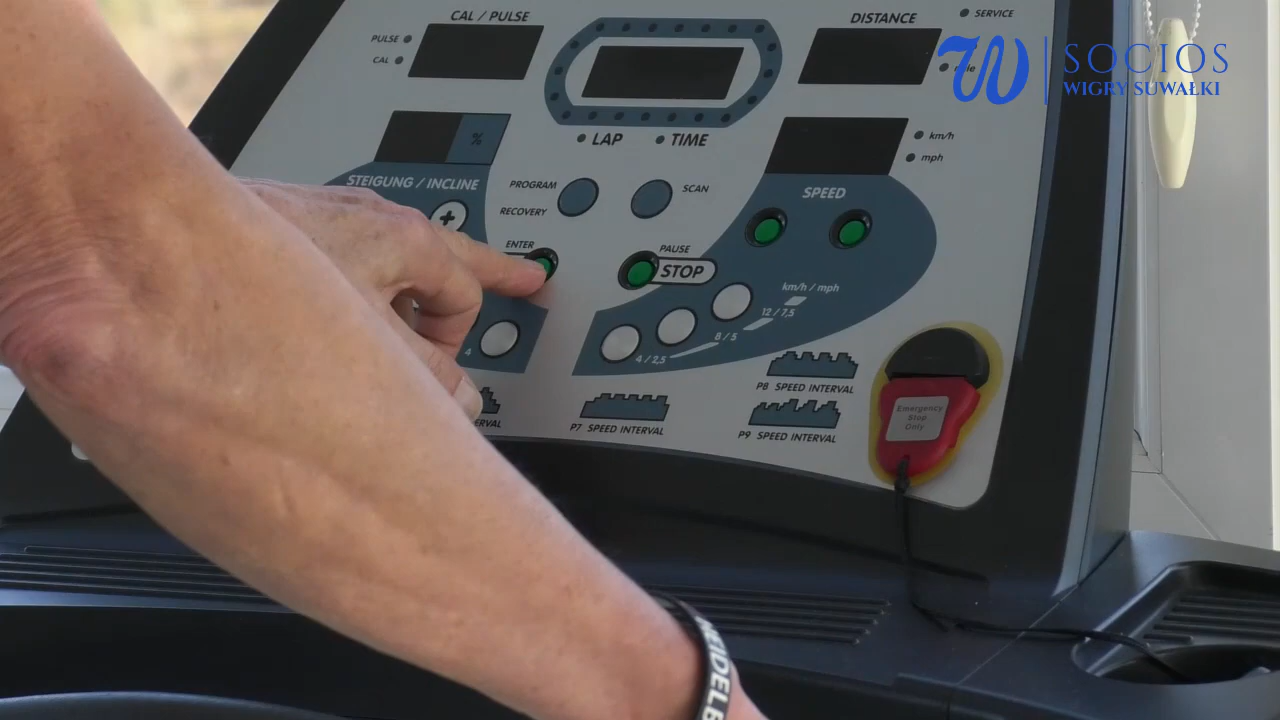 CAL / PULSE
PULSE
CAL
DISTANCE
SERVICE
W SOCIOS
WIGRY SUWAŁKI
%
LAP
TIME
km/h
mph
STEIGUNG / INCLINE
+
PROGRAM
RECOVERY
SCAN
SPEED
ENTER
PAUSE
STOP
km/h / mph
12 / 7,5
8 / 5
4 / 2,5
4
P8 SPEED INTERVAL
P7 SPEED INTERVAL
P9 SPEED INTERVAL
Emergency
Stop
Only